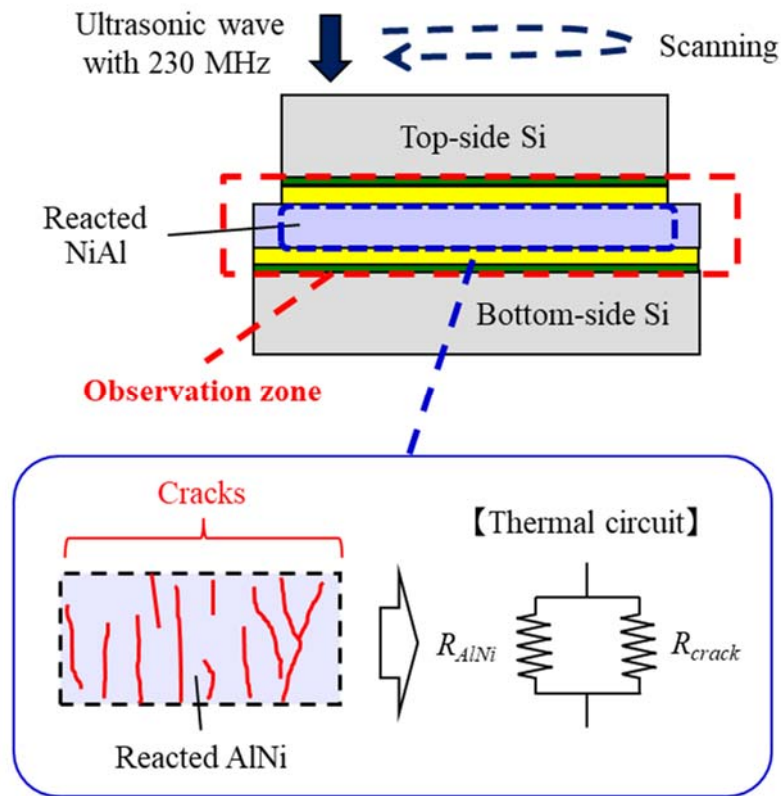 Ultrasonic wave
with 230 MHz
Scanning
Top-side Si
Reacted
NiAl
Bottom-side Si
Observation zone
Cracks
【Thermal circuit】
R_AlNi
R_crack
Reacted AlNi